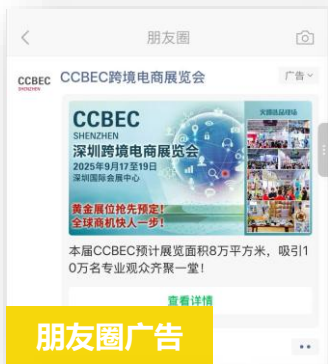 朋友圈
CCBEC
SHENZHEN
CCBEC跨境电商展览会
广告
CCBEC
SHENZHEN
深圳跨境电商展览会
2025年9月17至19日
深圳国际会展中心
黄金展位抢先预定!
全球商机快人一步!
本届CCBEC预计展览面积8万平方米，吸引1
0万名专业观众齐聚一堂!
查看详情
朋友圈广告